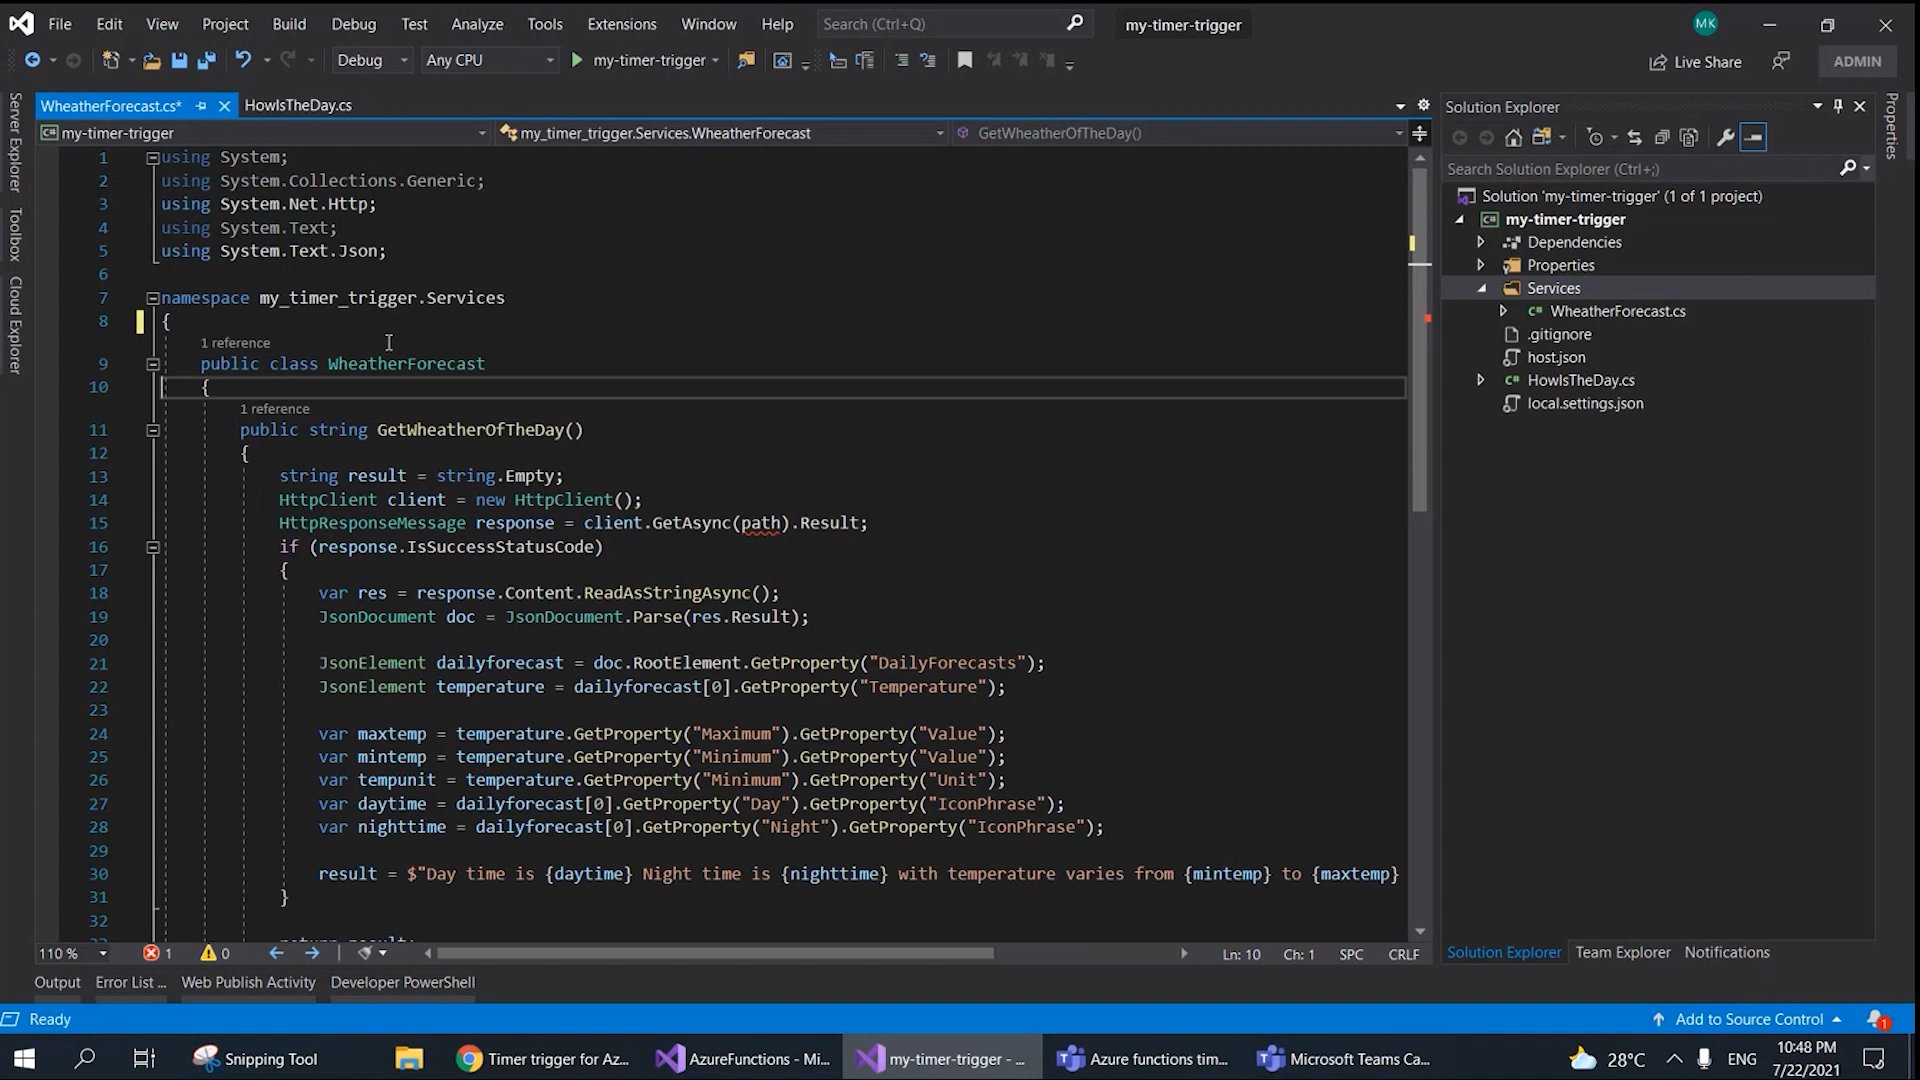 File Edit View Project Build Debug Test Analyze Tools Extensions Window Help Search (Ctrl+Q) my-timer-trigger MK
Debug Any CPU my-timer-trigger Live Share ADMIN
WheatherForecast.cs* HowIsTheDay.cs
my-timer-trigger my_timer_trigger.Services.WheatherForecast GetWheatherOfTheDay()
Server Explorer
Toolbox
Cloud Explorer
1 using System;
2 using System.Collections.Generic;
3 using System.Net.Http;
4 using System.Text;
5 using System.Text.Json;
6
7 namespace my_timer_trigger.Services
8 {
1 reference
9 public class WheatherForecast
10 {
1 reference
11 public string GetWheatherOfTheDay()
12 {
13 string result = string.Empty;
14 HttpClient client = new HttpClient();
15 HttpResponseMessage response = client.GetAsync(path).Result;
16 if (response.IsSuccessStatusCode)
17 {
18 var res = response.Content.ReadAsStringAsync();
19 JsonDocument doc = JsonDocument.Parse(res.Result);
20
21 JsonElement dailyforecast = doc.RootElement.GetProperty("DailyForecasts");
22 JsonElement temperature = dailyforecast[0].GetProperty("Temperature");
23
24 var maxtemp = temperature.GetProperty("Maximum").GetProperty("Value");
25 var mintemp = temperature.GetProperty("Minimum").GetProperty("Value");
26 var tempunit = temperature.GetProperty("Minimum").GetProperty("Unit");
27 var daytime = dailyforecast[0].GetProperty("Day").GetProperty("IconPhrase");
28 var nighttime = dailyforecast[0].GetProperty("Night").GetProperty("IconPhrase");
29
30 result = $"Day time is {daytime} Night time is {nighttime} with temperature varies from {mintemp} to {maxtemp}
31 }
32
Solution Explorer
Search Solution Explorer (Ctrl+;)
Solution 'my-timer-trigger' (1 of 1 project)
my-timer-trigger
Dependencies
Properties
Services
WheatherForecast.cs
.gitignore
host.json
HowIsTheDay.cs
local.settings.json
Properties
110 % 1 0 Ln: 10 Ch: 1 SPC CRLF
Solution Explorer Team Explorer Notifications
Output Error List ... Web Publish Activity Developer PowerShell
Ready Add to Source Control 1
Snipping Tool Timer trigger for Az... AzureFunctions - Mi... my-timer-trigger - ... Azure functions tim... Microsoft Teams Ca... 28°C ENG 10:48 PM
7/22/2021